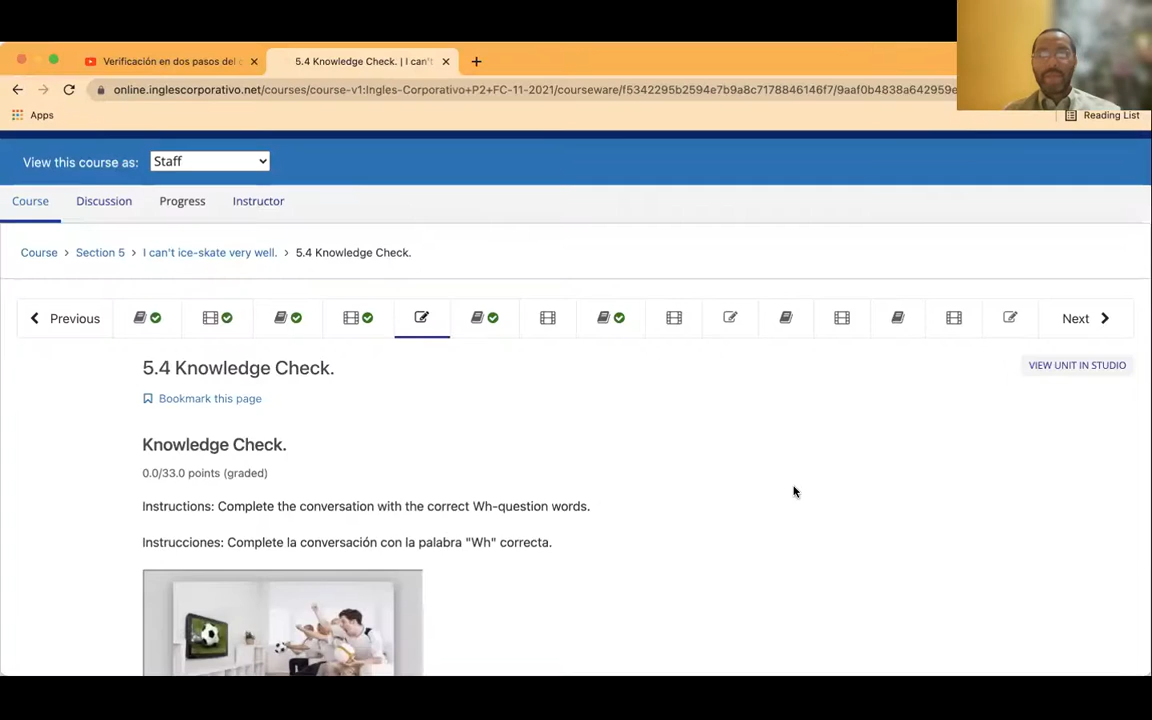 Verificación en dos pasos del
5.4 Knowledge Check. | I can't
online.inglescorporativo.net/courses/course-v1:Ingles-Corporativo+P2+FC-11-2021/courseware/f5342295b2594e7b9a8c7178846146f7/9aaf0b4838a642959e
Apps
Reading List
View this course as: Staff
Course Discussion Progress Instructor
Course > Section 5 > I can't ice-skate very well. > 5.4 Knowledge Check.
Previous Next
5.4 Knowledge Check.
VIEW UNIT IN STUDIO
Bookmark this page
Knowledge Check.
0.0/33.0 points (graded)
Instructions: Complete the conversation with the correct Wh-question words.
Instrucciones: Complete la conversación con la palabra "Wh" correcta.